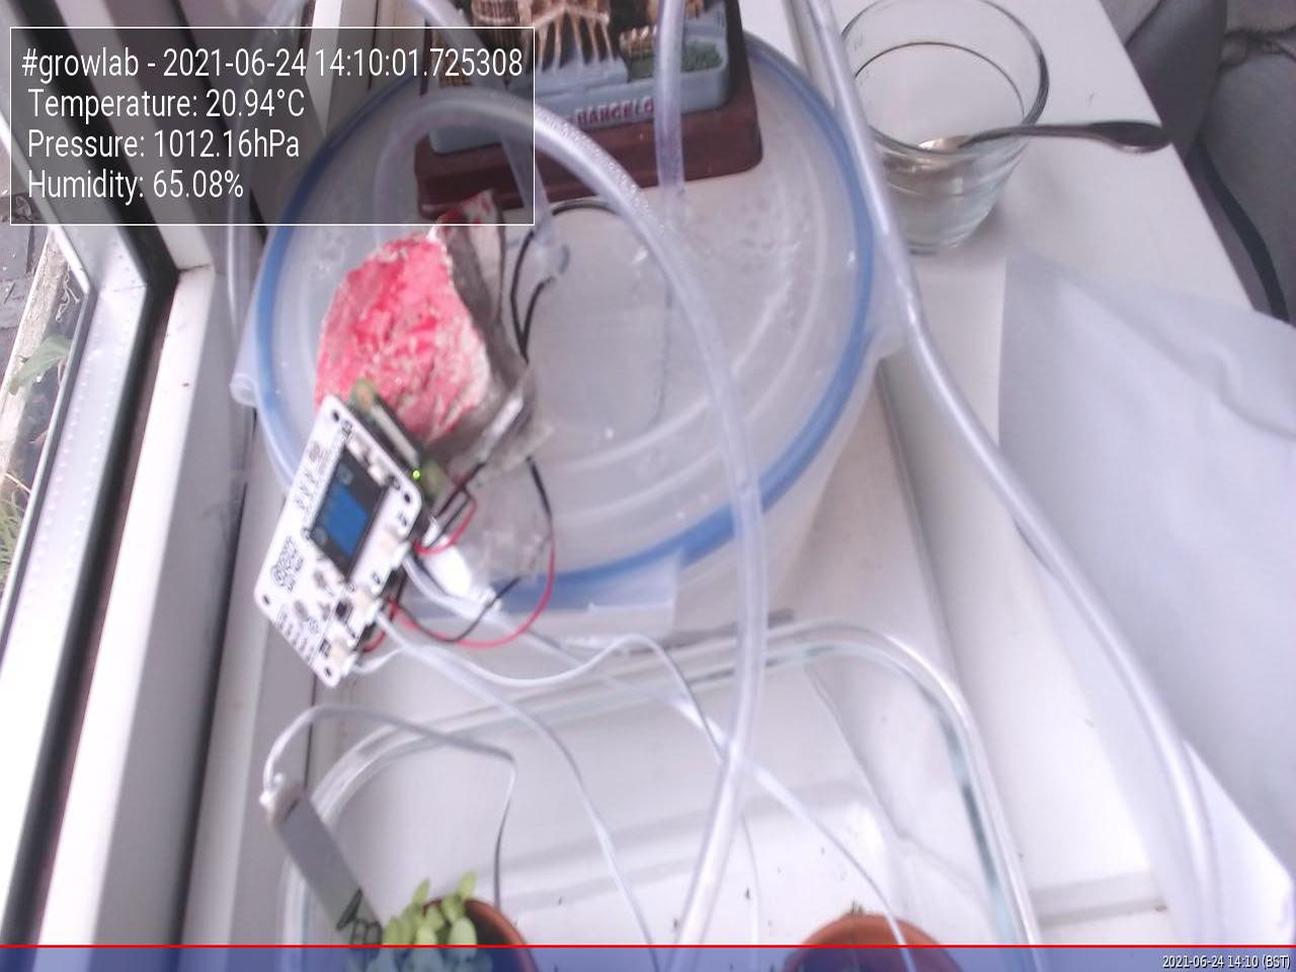 #growlab - 2021-06-24 14:10:01.725308
Temperature: 20.94°C
Pressure: 1012.16hPa
Humidity: 65.08%
2021-06-24 14:10 (BST)